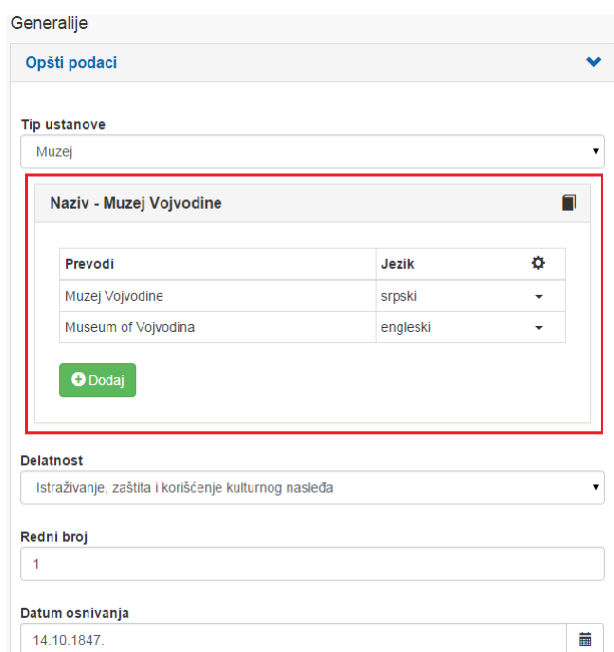 Generalije
Opšti podaci
Tip ustanove
Muzej
Naziv - Muzej Vojvodine
Prevodi Jezik
Muzej Vojvodine srpski
Museum of Vojvodina engleski
Dodaj
Delatnost
Istraživanje, zaštita i korišćenje kulturnog nasleđa
Redni broj
1
Datum osnivanja
14.10.1847.